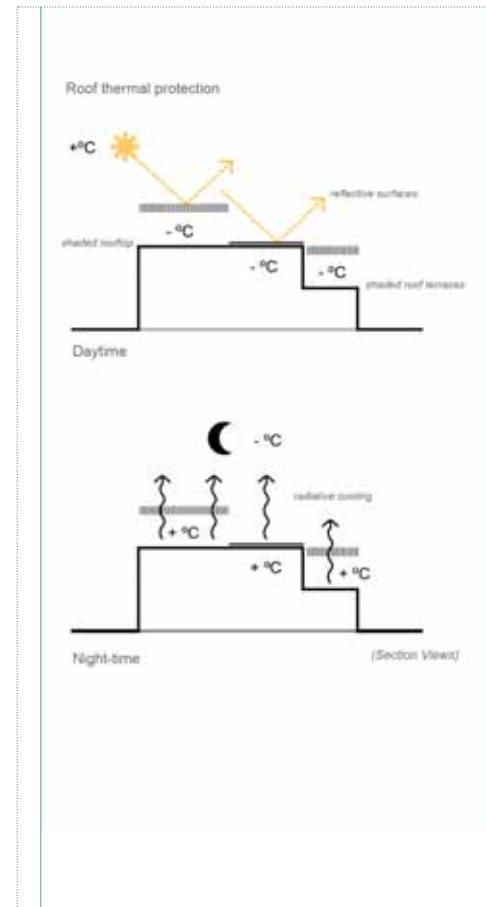 Roof thermal protection
+ºC
reflective surfaces
- ºC
shaded rooftop
- ºC
- ºC
shaded roof terraces
Daytime
- ºC
radiative cooling
+ ºC
+ ºC
+ ºC
Night-time
(Section Views)